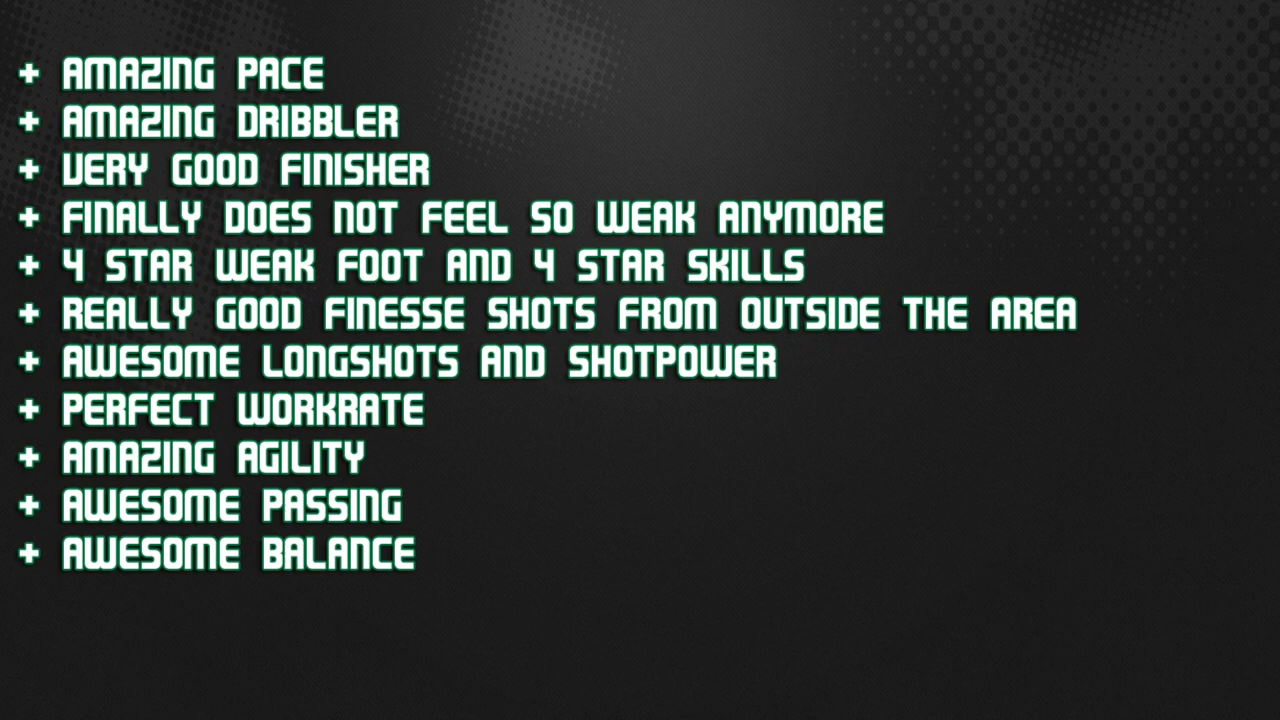 + AMAZING PACE
+ AMAZING DRIBBLER
+ VERY GOOD FINISHER
+ FINALLY DOES NOT FEEL SO WEAK ANYMORE
+ 4 STAR WEAK FOOT AND 4 STAR SKILLS
+ REALLY GOOD FINESSE SHOTS FROM OUTSIDE THE AREA
+ AWESOME LONGSHOTS AND SHOTPOWER
+ PERFECT WORKRATE
+ AMAZING AGILITY
+ AWESOME PASSING
+ AWESOME BALANCE